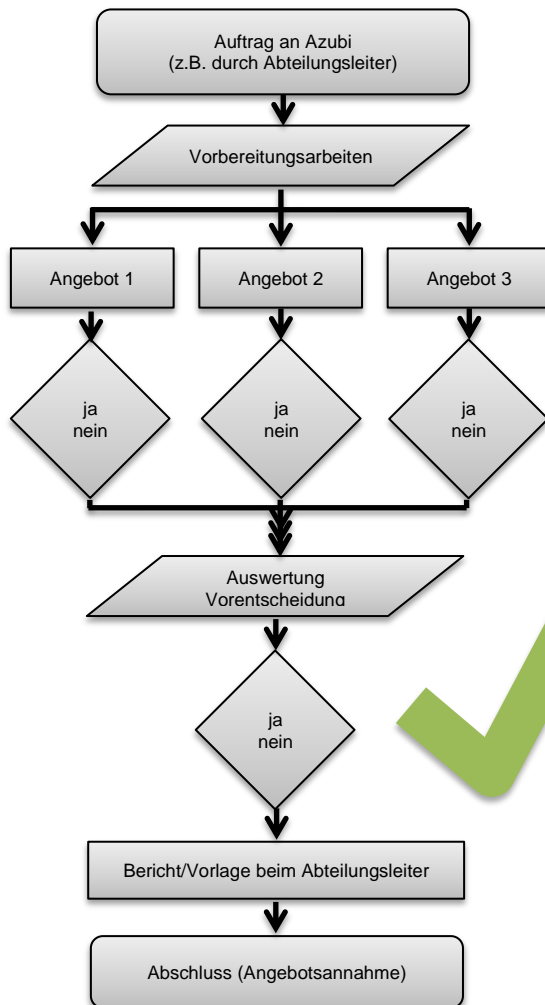 Auftrag an Azubi
(z.B. durch Abteilungsleiter)
Vorbereitungsarbeiten
Angebot 1
Angebot 2
Angebot 3
ja
nein
ja
nein
ja
nein
Auswertung
Vorentscheidung
ja
nein
Bericht/Vorlage beim Abteilungsleiter
Abschluss (Angebotsannahme)